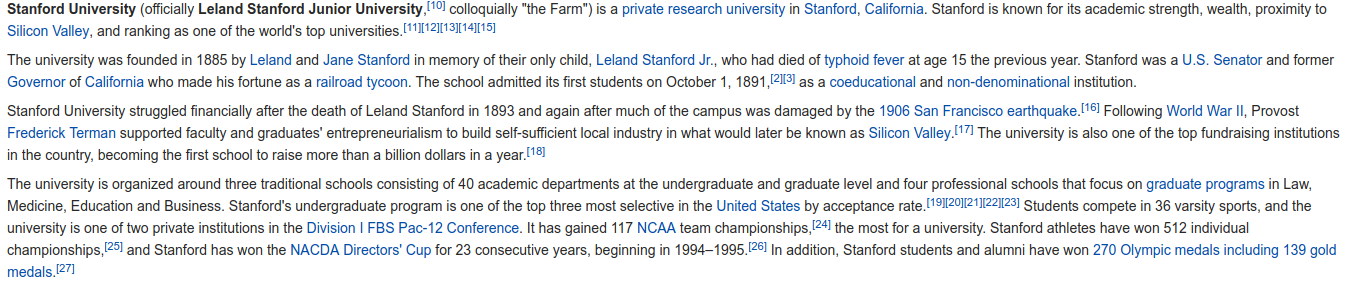 Stanford University (officially Leland Stanford Junior University,[10] colloquially "the Farm") is a private research university in Stanford, California. Stanford is known for its academic strength, wealth, proximity to
Silicon Valley, and ranking as one of the world's top universities.[11][12][13][14][15]
The university was founded in 1885 by Leland and Jane Stanford in memory of their only child, Leland Stanford Jr., who had died of typhoid fever at age 15 the previous year. Stanford was a U.S. Senator and former
Governor of California who made his fortune as a railroad tycoon. The school admitted its first students on October 1, 1891,[2][3] as a coeducational and non-denominational institution.
Stanford University struggled financially after the death of Leland Stanford in 1893 and again after much of the campus was damaged by the 1906 San Francisco earthquake.[16] Following World War II, Provost
Frederick Terman supported faculty and graduates' entrepreneurialism to build self-sufficient local industry in what would later be known as Silicon Valley.[17] The university is also one of the top fundraising institutions
in the country, becoming the first school to raise more than a billion dollars in a year.[18]
The university is organized around three traditional schools consisting of 40 academic departments at the undergraduate and graduate level and four professional schools that focus on graduate programs in Law,
Medicine, Education and Business. Stanford's undergraduate program is one of the top three most selective in the United States by acceptance rate.[19][20][21][22][23] Students compete in 36 varsity sports, and the
university is one of two private institutions in the Division I FBS Pac-12 Conference. It has gained 117 NCAA team championships,[24] the most for a university. Stanford athletes have won 512 individual
championships,[25] and Stanford has won the NACDA Directors' Cup for 23 consecutive years, beginning in 1994–1995.[26] In addition, Stanford students and alumni have won 270 Olympic medals including 139 gold
medals.[27]